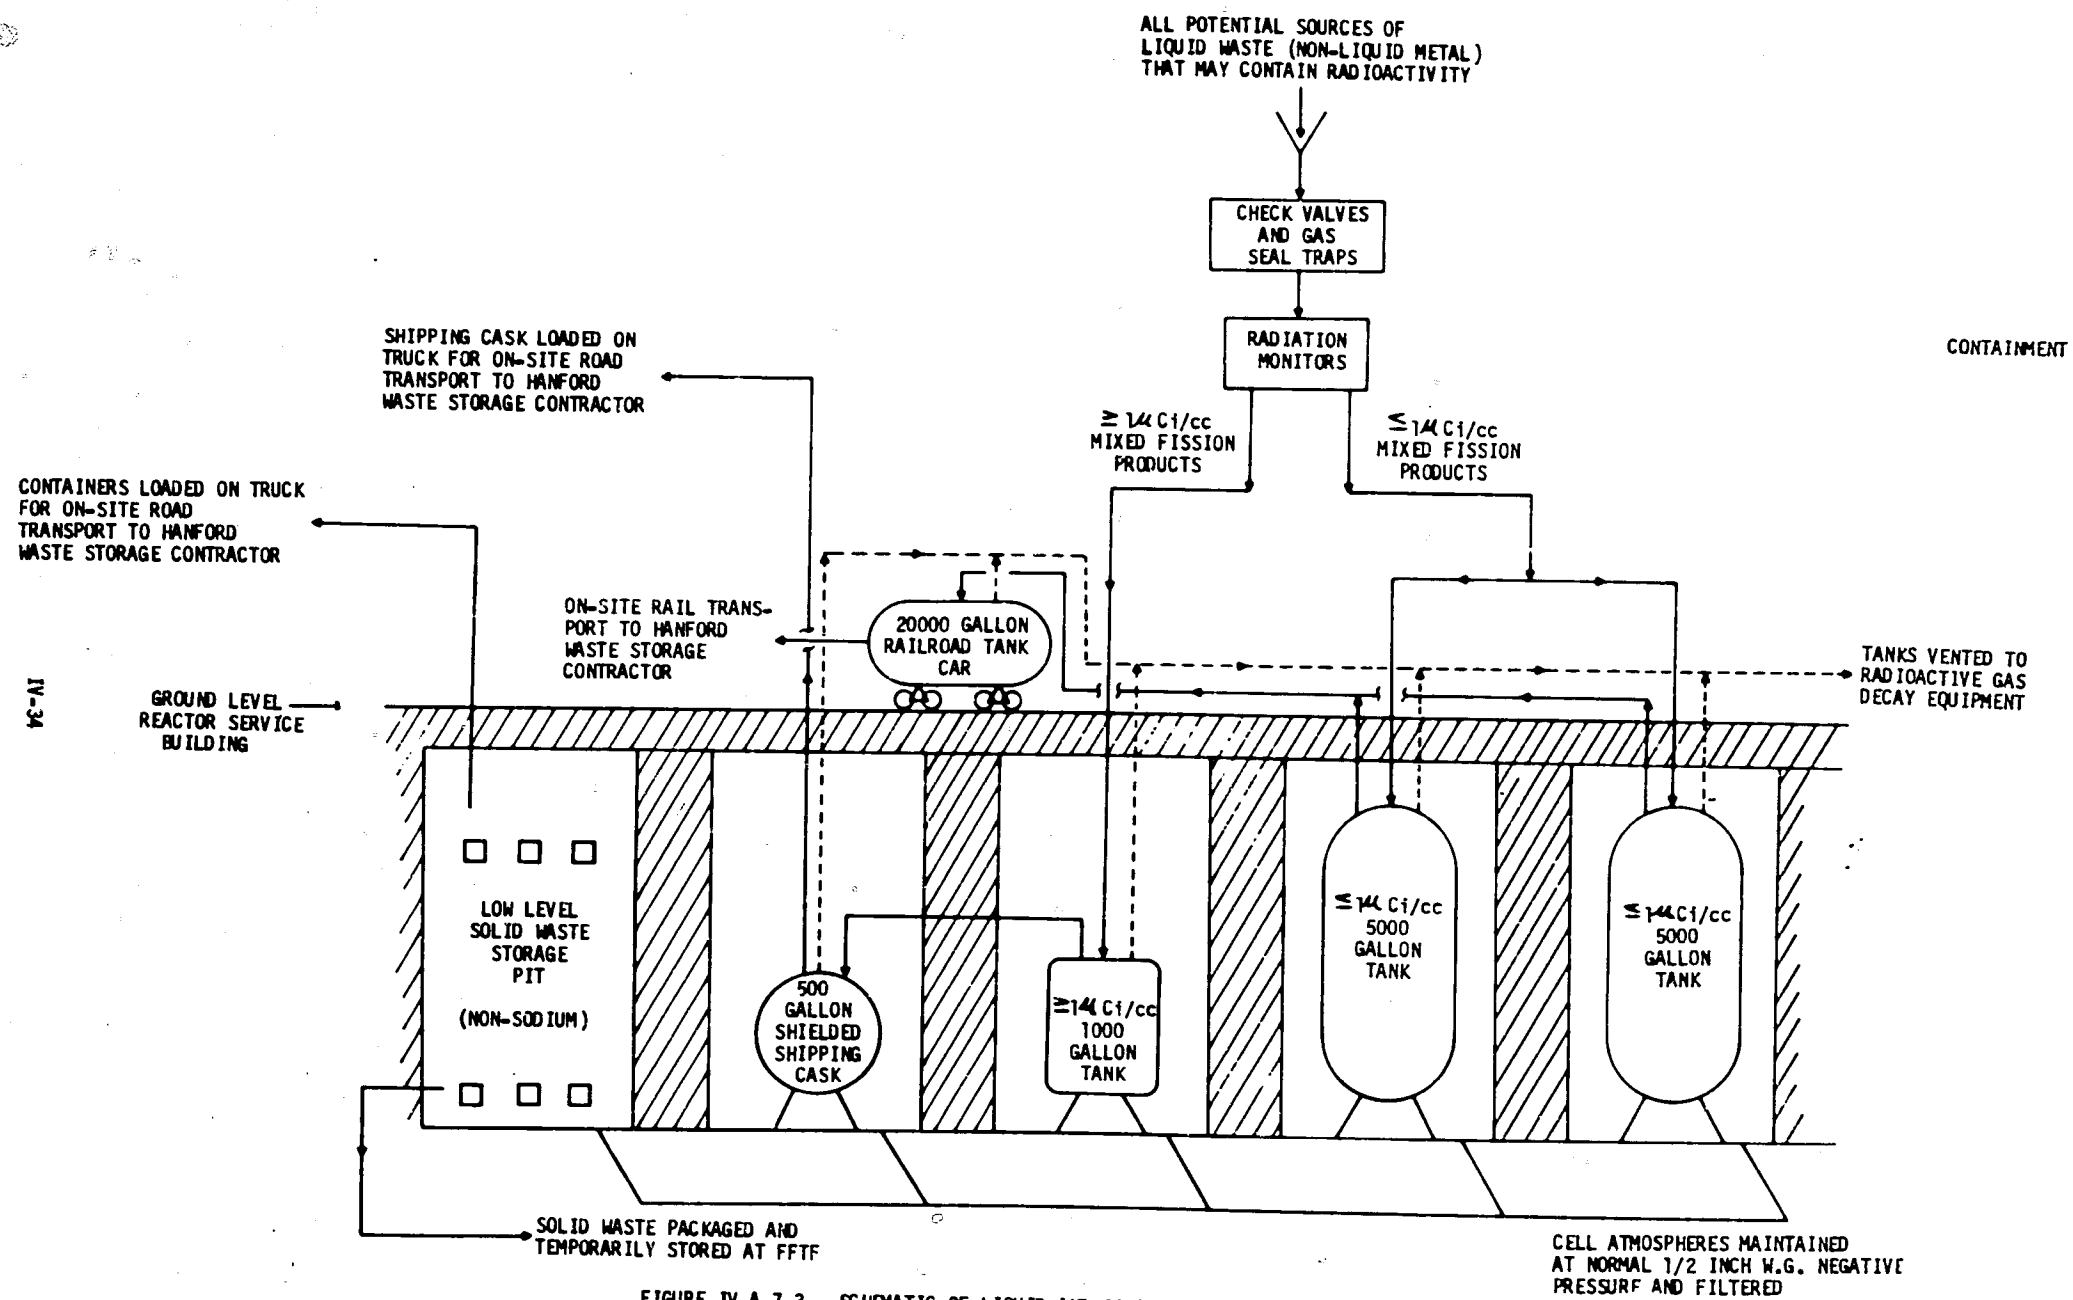 ALL POTENTIAL SOURCES OF
LIQUID WASTE (NON-LIQUID METAL)
THAT MAY CONTAIN RADIOACTIVITY
CHECK VALVES
AND GAS
SEAL TRAPS
RADIATION
MONITORS
CONTAINMENT
≥ 1μCi/cc
MIXED FISSION
PRODUCTS
≤1μCi/cc
MIXED FISSION
PRODUCTS
SHIPPING CASK LOADED ON
TRUCK FOR ON-SITE ROAD
TRANSPORT TO HANFORD
WASTE STORAGE CONTRACTOR
CONTAINERS LOADED ON TRUCK
FOR ON-SITE ROAD
TRANSPORT TO HANFORD
WASTE STORAGE CONTRACTOR
ON-SITE RAIL TRANS-
PORT TO HANFORD
WASTE STORAGE
CONTRACTOR
20000 GALLON
RAILROAD TANK
CAR
TANKS VENTED TO
RADIOACTIVE GAS
DECAY EQUIPMENT
IV-34
GROUND LEVEL
REACTOR SERVICE
BUILDING
LOW LEVEL
SOLID WASTE
STORAGE
PIT
(NON-SODIUM)
500
GALLON
SHIELDED
SHIPPING
CASK
≥1μCi/cc
1000
GALLON
TANK
≤1μCi/cc
5000
GALLON
TANK
≤1μCi/cc
5000
GALLON
TANK
SOLID WASTE PACKAGED AND
TEMPORARILY STORED AT FFTF
CELL ATMOSPHERES MAINTAINED
AT NORMAL 1/2 INCH W.G. NEGATIVE
PRESSURE AND FILTERED
FIGURE IV.A.7-2 SCHEMATIC OF LIQUID